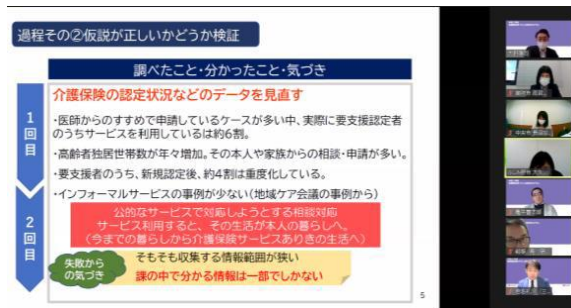 過程その②仮説が正しいかどうか検証
調べたこと・分かったこと・気づき
1回目
介護保険の認定状況などのデータを見直す
・医師からのすすめで申請しているケースが多い中、実際に要支援認定者
のうちサービスを利用しているは約6割。
・高齢者独居世帯数が年々増加。その本人や家族からの相談・申請が多い。
・要支援者のうち、新規認定後、約4割は重度化している。
・インフォーマルサービスの事例が少ない(地域ケア会議の事例から)
2回目
公的なサービスで対応しようとする相談対応
サービス利用すると、その生活が本人の暮らしへ。
(今までの暮らしから介護保険サービスありきの生活へ)
失敗から
の気づき
そもそも収集する情報範囲が狭い
課の中で分かる情報は一部でしかない
5